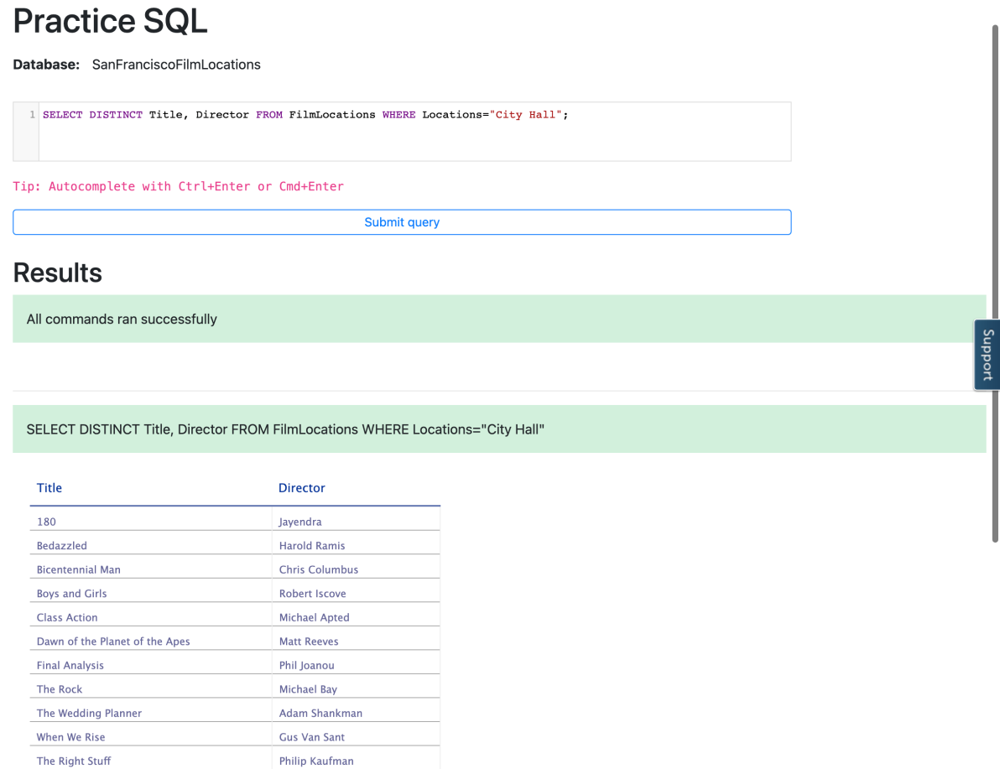 Practice SQL
Database: SanFranciscoFilmLocations
1 SELECT DISTINCT Title, Director FROM FilmLocations WHERE Locations="City Hall";
Tip: Autocomplete with Ctrl+Enter or Cmd+Enter
Submit query
Results
All commands ran successfully
Support
SELECT DISTINCT Title, Director FROM FilmLocations WHERE Locations="City Hall"
Title Director
180 Jayendra
Bedazzled Harold Ramis
Bicentennial Man Chris Columbus
Boys and Girls Robert Iscove
Class Action Michael Apted
Dawn of the Planet of the Apes Matt Reeves
Final Analysis Phil Joanou
The Rock Michael Bay
The Wedding Planner Adam Shankman
When We Rise Gus Van Sant
The Right Stuff Philip Kaufman